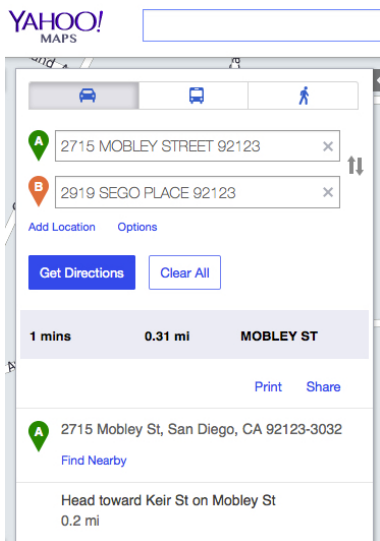 YAHOO!
MAPS
A 2715 MOBLEY STREET 92123
B 2919 SEGO PLACE 92123
Add Location Options
Get Directions Clear All
1 mins 0.31 mi MOBLEY ST
Print Share
A 2715 Mobley St, San Diego, CA 92123-3032
Find Nearby
Head toward Keir St on Mobley St
0.2 mi